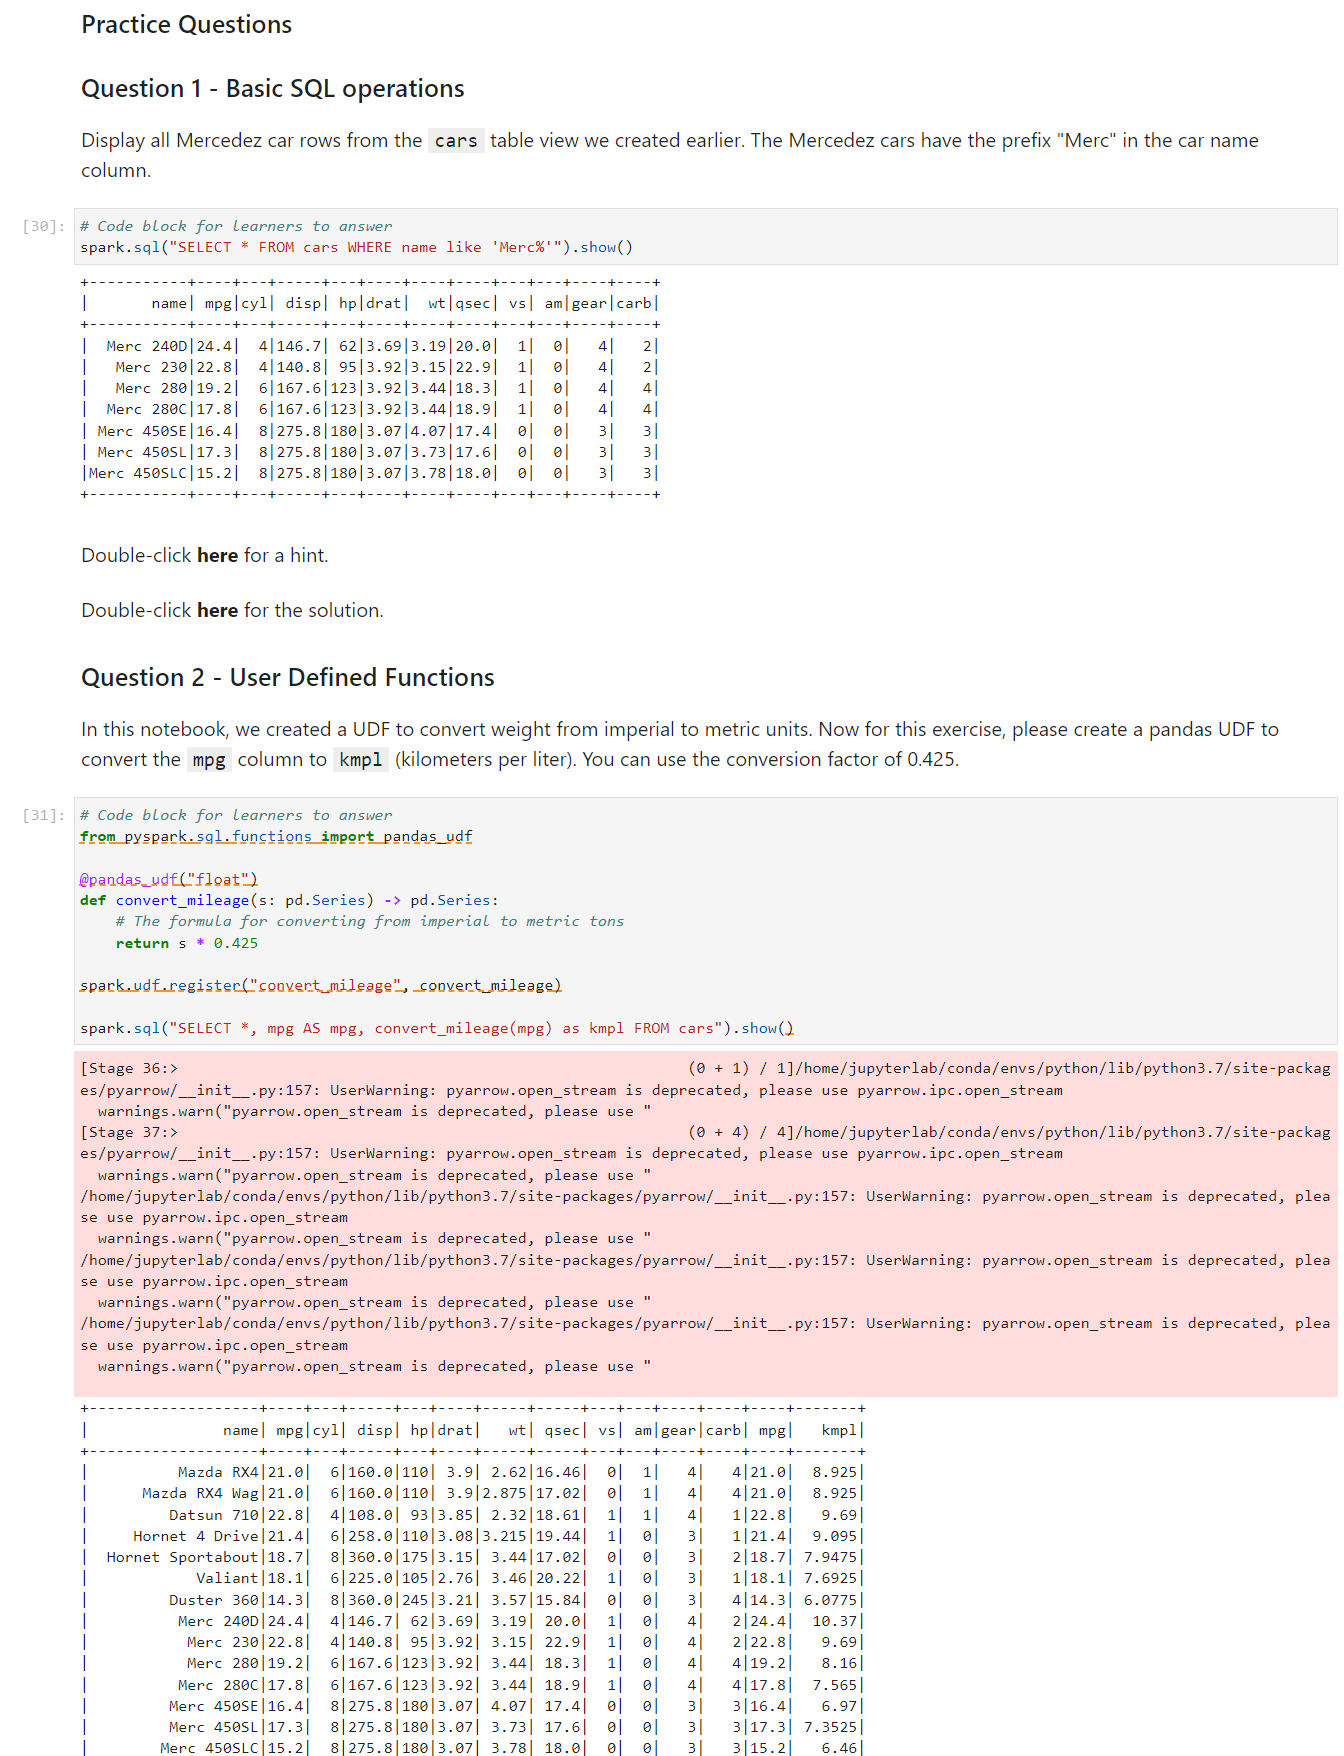 Practice Questions
Question 1 - Basic SQL operations
Display all Mercedez car rows from the cars table view we created earlier. The Mercedez cars have the prefix "Merc" in the car name
column.
[30]: # Code block for learners to answer
spark.sql("SELECT * FROM cars WHERE name like 'Merc%'").show()
+-----------+----+---+-----+---+----+----+----+---+---+----+----+
|       name| mpg|cyl| disp| hp|drat|  wt|qsec| vs| am|gear|carb|
+-----------+----+---+-----+---+----+----+----+---+---+----+----+
|  Merc 240D|24.4|  4|146.7| 62|3.69|3.19|20.0|  1|  0|   4|   2|
|   Merc 230|22.8|  4|140.8| 95|3.92|3.15|22.9|  1|  0|   4|   2|
|   Merc 280|19.2|  6|167.6|123|3.92|3.44|18.3|  1|  0|   4|   4|
|  Merc 280C|17.8|  6|167.6|123|3.92|3.44|18.9|  1|  0|   4|   4|
| Merc 450SE|16.4|  8|275.8|180|3.07|4.07|17.4|  0|  0|   3|   3|
| Merc 450SL|17.3|  8|275.8|180|3.07|3.73|17.6|  0|  0|   3|   3|
|Merc 450SLC|15.2|  8|275.8|180|3.07|3.78|18.0|  0|  0|   3|   3|
+-----------+----+---+-----+---+----+----+----+---+---+----+----+
Double-click here for a hint.
Double-click here for the solution.
Question 2 - User Defined Functions
In this notebook, we created a UDF to convert weight from imperial to metric units. Now for this exercise, please create a pandas UDF to
convert the mpg column to kmpl (kilometers per liter). You can use the conversion factor of 0.425.
[31]: # Code block for learners to answer
from pyspark.sql.functions import pandas_udf
@pandas_udf("float")
def convert_mileage(s: pd.Series) -> pd.Series:
    # The formula for converting from imperial to metric tons
    return s * 0.425
spark.udf.register("convert_mileage", convert_mileage)
spark.sql("SELECT *, mpg AS mpg, convert_mileage(mpg) as kmpl FROM cars").show()
[Stage 36:>                                                         (0 + 1) / 1]/home/jupyterlab/conda/envs/python/lib/python3.7/site-packag
es/pyarrow/__init__.py:157: UserWarning: pyarrow.open_stream is deprecated, please use pyarrow.ipc.open_stream
  warnings.warn("pyarrow.open_stream is deprecated, please use "
[Stage 37:>                                                         (0 + 4) / 4]/home/jupyterlab/conda/envs/python/lib/python3.7/site-packag
es/pyarrow/__init__.py:157: UserWarning: pyarrow.open_stream is deprecated, please use pyarrow.ipc.open_stream
  warnings.warn("pyarrow.open_stream is deprecated, please use "
/home/jupyterlab/conda/envs/python/lib/python3.7/site-packages/pyarrow/__init__.py:157: UserWarning: pyarrow.open_stream is deprecated, plea
se use pyarrow.ipc.open_stream
  warnings.warn("pyarrow.open_stream is deprecated, please use "
/home/jupyterlab/conda/envs/python/lib/python3.7/site-packages/pyarrow/__init__.py:157: UserWarning: pyarrow.open_stream is deprecated, plea
se use pyarrow.ipc.open_stream
  warnings.warn("pyarrow.open_stream is deprecated, please use "
/home/jupyterlab/conda/envs/python/lib/python3.7/site-packages/pyarrow/__init__.py:157: UserWarning: pyarrow.open_stream is deprecated, plea
se use pyarrow.ipc.open_stream
  warnings.warn("pyarrow.open_stream is deprecated, please use "
+-------------------+----+---+-----+---+----+-----+-----+---+---+----+----+----+-------+
|               name| mpg|cyl| disp| hp|drat|   wt| qsec| vs| am|gear|carb| mpg|   kmpl|
+-------------------+----+---+-----+---+----+-----+-----+---+---+----+----+----+-------+
|          Mazda RX4|21.0|  6|160.0|110| 3.9| 2.62|16.46|  0|  1|   4|   4|21.0|  8.925|
|      Mazda RX4 Wag|21.0|  6|160.0|110| 3.9|2.875|17.02|  0|  1|   4|   4|21.0|  8.925|
|         Datsun 710|22.8|  4|108.0| 93|3.85| 2.32|18.61|  1|  1|   4|   1|22.8|   9.69|
|     Hornet 4 Drive|21.4|  6|258.0|110|3.08|3.215|19.44|  1|  0|   3|   1|21.4|  9.095|
|  Hornet Sportabout|18.7|  8|360.0|175|3.15| 3.44|17.02|  0|  0|   3|   2|18.7| 7.9475|
|            Valiant|18.1|  6|225.0|105|2.76| 3.46|20.22|  1|  0|   3|   1|18.1| 7.6925|
|         Duster 360|14.3|  8|360.0|245|3.21| 3.57|15.84|  0|  0|   3|   4|14.3| 6.0775|
|          Merc 240D|24.4|  4|146.7| 62|3.69| 3.19| 20.0|  1|  0|   4|   2|24.4|  10.37|
|           Merc 230|22.8|  4|140.8| 95|3.92| 3.15| 22.9|  1|  0|   4|   2|22.8|   9.69|
|           Merc 280|19.2|  6|167.6|123|3.92| 3.44| 18.3|  1|  0|   4|   4|19.2|   8.16|
|          Merc 280C|17.8|  6|167.6|123|3.92| 3.44| 18.9|  1|  0|   4|   4|17.8|  7.565|
|         Merc 450SE|16.4|  8|275.8|180|3.07| 4.07| 17.4|  0|  0|   3|   3|16.4|   6.97|
|         Merc 450SL|17.3|  8|275.8|180|3.07| 3.73| 17.6|  0|  0|   3|   3|17.3| 7.3525|
|        Merc 450SLC|15.2|  8|275.8|180|3.07| 3.78| 18.0|  0|  0|   3|   3|15.2|   6.46|